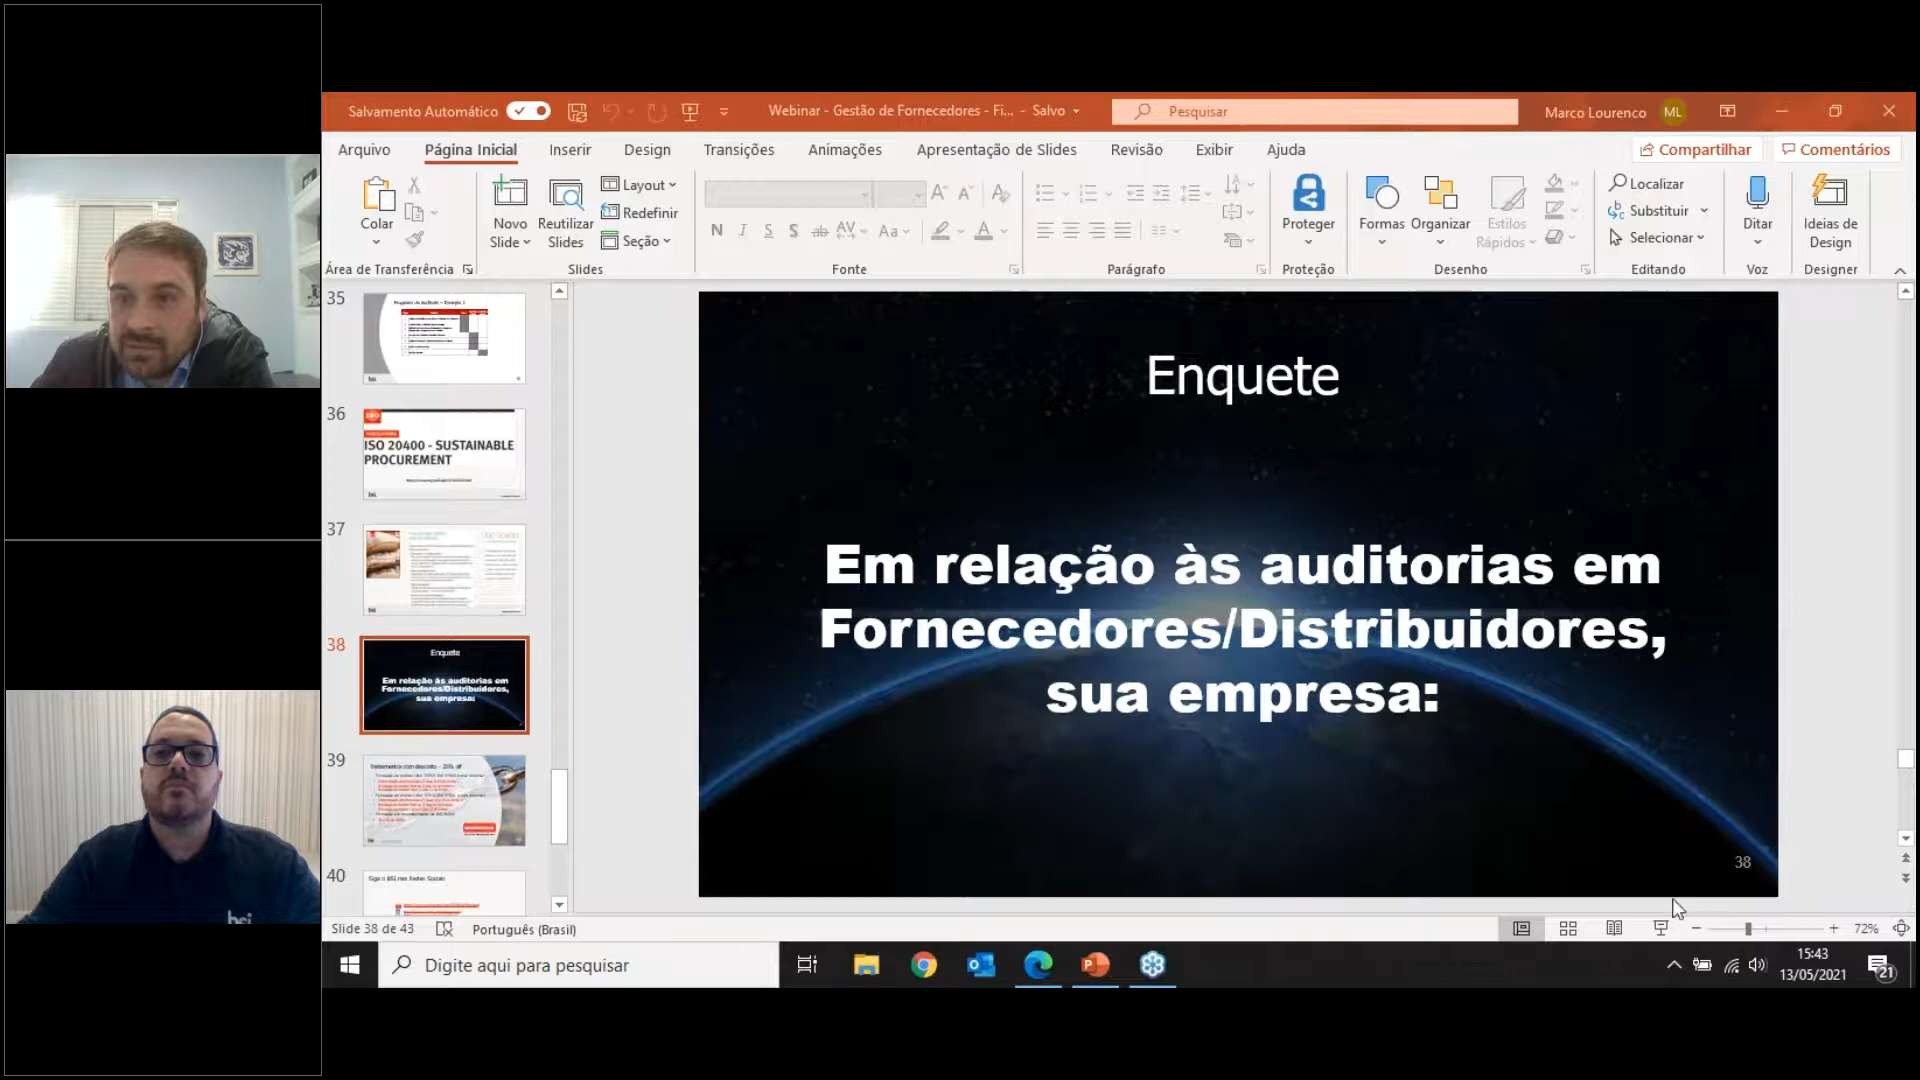 Salvamento Automático
Webinar - Gestão de Fornecedores - Fi... - Salvo
Pesquisar
Marco Lourenco
ML
Arquivo
Página Inicial
Inserir
Design
Transições
Animações
Apresentação de Slides
Revisão
Exibir
Ajuda
Compartilhar
Comentários
Colar
Novo
Slide
Reutilizar
Slides
Layout
Redefinir
Seção
N I S S ab AV Aa A
Proteger
Formas
Organizar
Estilos
Rápidos
Localizar
Substituir
Selecionar
Ditar
Ideias de
Design
Área de Transferência
Slides
Fonte
Parágrafo
Proteção
Desenho
Editando
Voz
Designer
35
36
ISO 20400 - SUSTAINABLE
PROCUREMENT
37
38
Enquete
Em relação às auditorias em
Fornecedores/Distribuidores,
sua empresa:
39
40
Enquete
Em relação às auditorias em
Fornecedores/Distribuidores,
sua empresa:
38
bsi
Slide 38 de 43
Português (Brasil)
72%
Digite aqui para pesquisar
15:43
13/05/2021
21